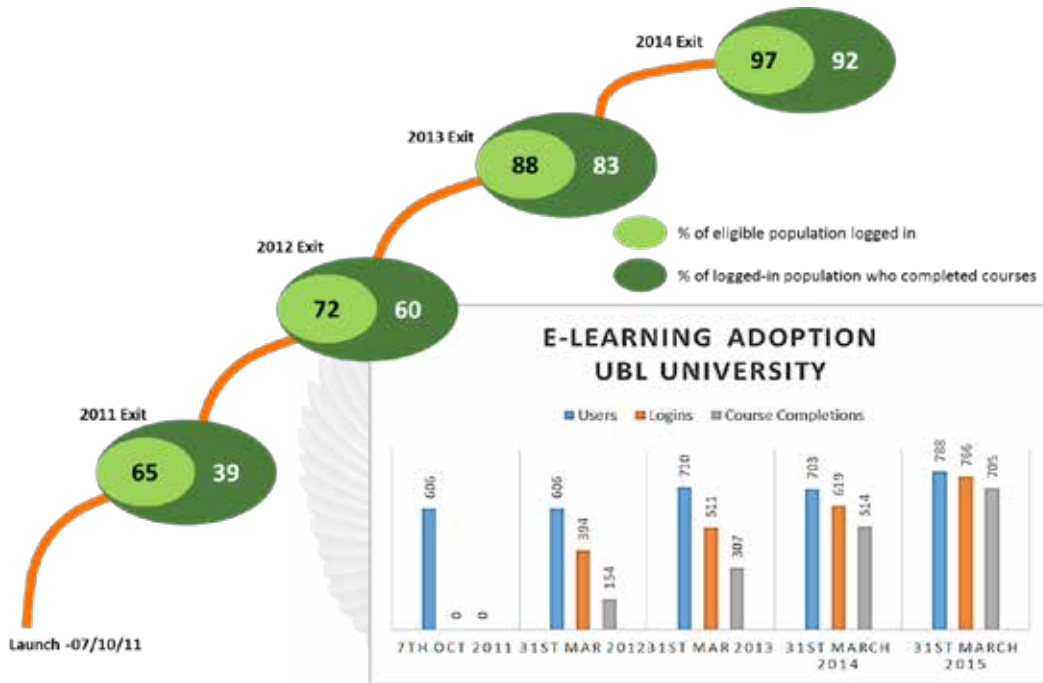 2014 Exit
97 92
2013 Exit
88 83
% of eligible population logged in
% of logged-in population who completed courses
2012 Exit
72 60
2011 Exit
65 39
Launch -07/10/11
E-LEARNING ADOPTION
UBL UNIVERSITY
Users Logins Course Completions
606 0 0
606 394 154
710 511 307
703 619 514
788 766 705
7TH OCT 2011
31ST MAR 2012
31ST MAR 2013
31ST MARCH
2014
31ST MARCH
2015